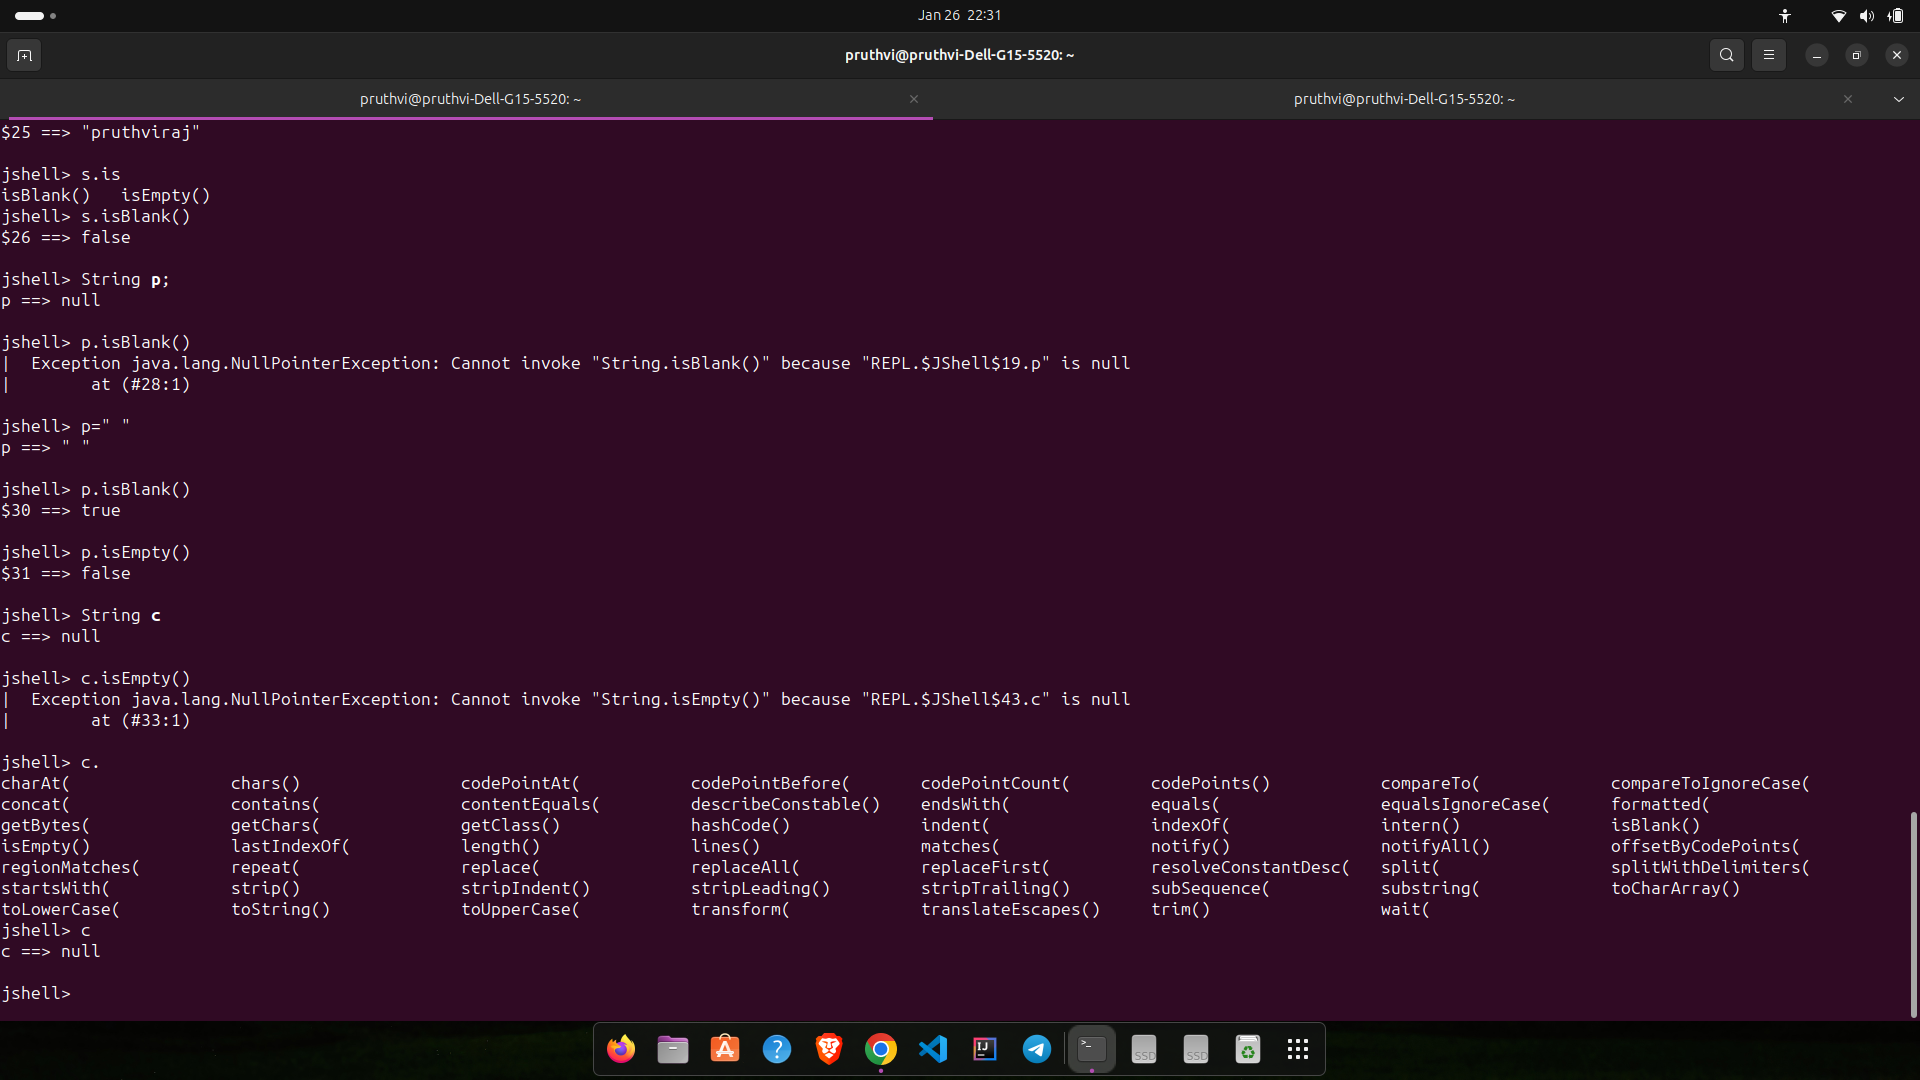 Jan 26 22:31
pruthvi@pruthvi-Dell-G15-5520: ~
pruthvi@pruthvi-Dell-G15-5520: ~ pruthvi@pruthvi-Dell-G15-5520: ~
$25 ==> "pruthviraj"
jshell> s.is
isBlank() isEmpty()
jshell> s.isBlank()
$26 ==> false
jshell> String p;
p ==> null
jshell> p.isBlank()
| Exception java.lang.NullPointerException: Cannot invoke "String.isBlank()" because "REPL.$JShell$19.p" is null
| at (#28:1)
jshell> p=" "
p ==> " "
jshell> p.isBlank()
$30 ==> true
jshell> p.isEmpty()
$31 ==> false
jshell> String c
c ==> null
jshell> c.isEmpty()
| Exception java.lang.NullPointerException: Cannot invoke "String.isEmpty()" because "REPL.$JShell$43.c" is null
| at (#33:1)
jshell> c.
charAt( chars() codePointAt( codePointBefore( codePointCount( codePoints() compareTo( compareToIgnoreCase(
concat( contains( contentEquals( describeConstable() endsWith( equals( equalsIgnoreCase( formatted(
getBytes( getChars( getClass() hashCode() indent( indexOf( intern() isBlank()
isEmpty() lastIndexOf( length() lines() matches( notify() notifyAll() offsetByCodePoints(
regionMatches( repeat( replace( replaceAll( replaceFirst( resolveConstantDesc( split( splitWithDelimiters(
startsWith( strip() stripIndent() stripLeading() stripTrailing() subSequence( substring( toCharArray()
toLowerCase( toString() toUpperCase( transform( translateEscapes() trim() wait(
jshell> c
c ==> null
jshell>
>_ SSD SSD
IJ